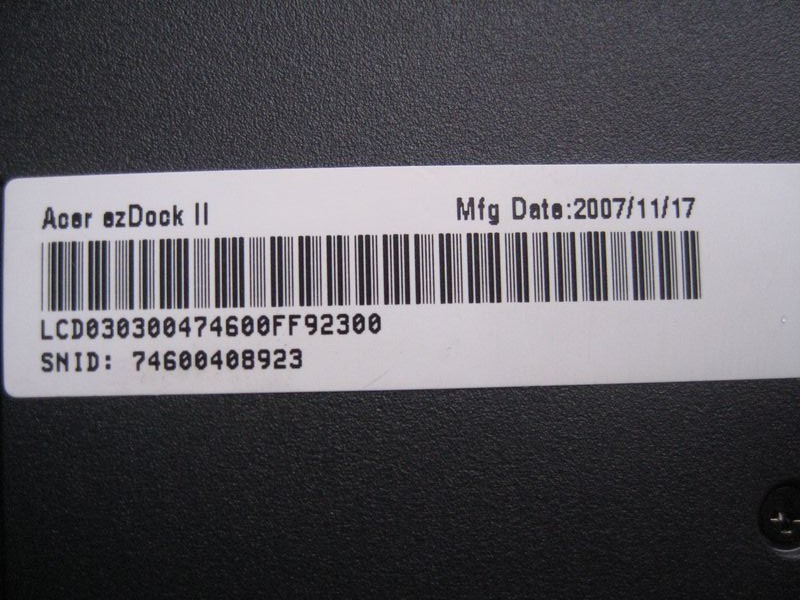 Acer ezDock II Mfg Date:2007/11/17
LCD030300474600FF92300
SNID: 74600408923